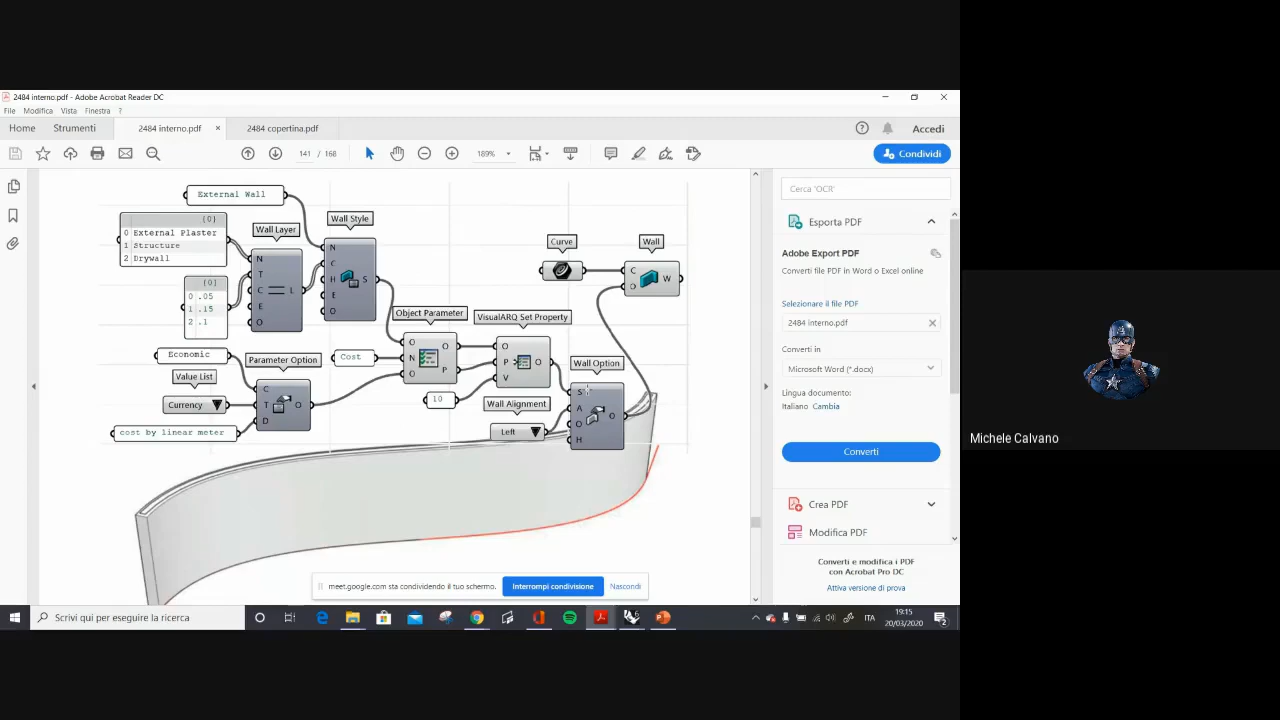 2484 interno.pdf - Adobe Acrobat Reader DC
File Modifica Vista Finestra ?
Home Strumenti 2484 interno.pdf × 2484 copertina.pdf Accedi
141 / 168 189% Condividi
External Wall
{0}
0 External Plaster
1 Structure
2 Drywall
Wall Layer
Wall Style
N
T
C
E
O
L
N
C
H
E
O
S
{0}
0 .05
1 .15
2 .1
Curve
Wall
C
O
W
Object Parameter
VisualARQ Set Property
Economic
Value List
Parameter Option
Cost
O
N
O
O
P
O
P
V
O
Currency
C
T
D
O
10
Wall Option
Wall Alignment
S
A
O
H
O
Left
cost by linear meter
Cerca 'OCR'
Esporta PDF
Adobe Export PDF
Converti file PDF in Word o Excel online
Selezionare il file PDF
2484 interno.pdf
Converti in
Microsoft Word (*.docx)
Lingua documento:
Italiano Cambia
Converti
Crea PDF
Modifica PDF
Converti e modifica i PDF
con Acrobat Pro DC
Attiva versione di prova
meet.google.com sta condividendo il tuo schermo. Interrompi condivisione Nascondi
Scrivi qui per eseguire la ricerca
ITA
19:15
20/03/2020
2
Michele Calvano